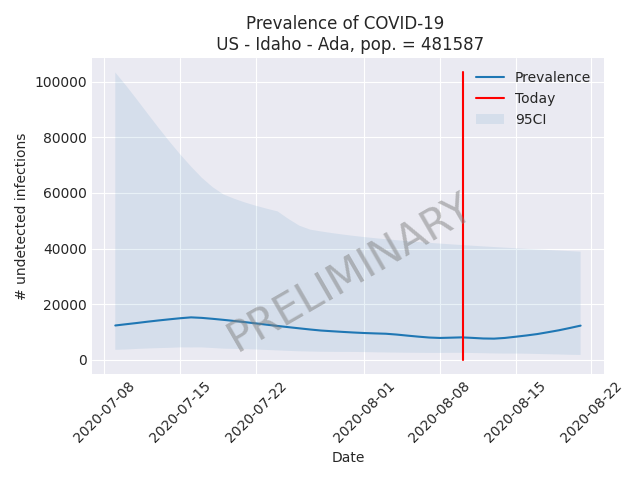 Prevalence of COVID-19
US - Idaho - Ada, pop. = 481587
100000
80000
60000
40000
20000
0
# undetected infections
Prevalence
Today
95CI
PRELIMINARY
2020-07-08
2020-07-15
2020-07-22
2020-08-01
2020-08-08
2020-08-15
2020-08-22
Date